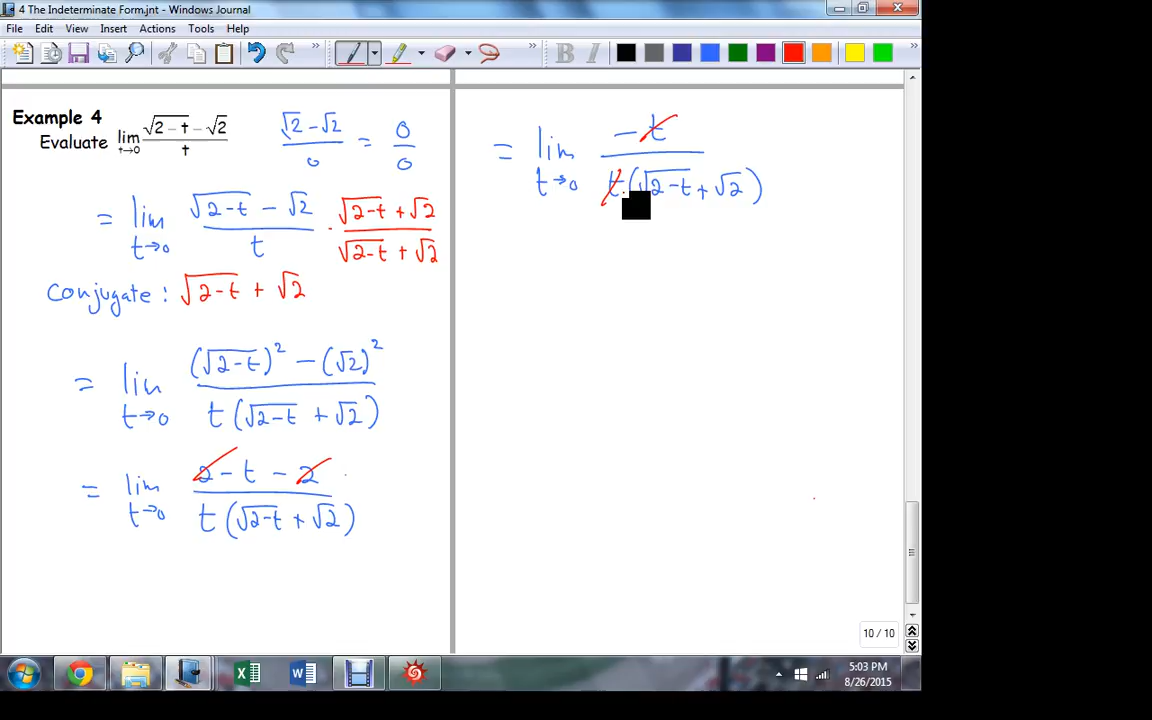 4 The Indeterminate Form.jnt - Windows Journal
File Edit View Insert Actions Tools Help
Example 4
Evaluate lim t→0 (√(2-t) - √2)/t
(√2 - √2)/0 = 0/0
= lim t→0 (√(2-t) - √2)/t · (√(2-t) + √2)/(√(2-t) + √2)
Conjugate: √(2-t) + √2
= lim t→0 ((√(2-t))² - (√2)²)/(t(√(2-t) + √2))
= lim t→0 (2 - t - 2)/(t(√(2-t) + √2))
= lim t→0 (-t)/(t·(√(2-t) + √2))
10 / 10
5:03 PM
8/26/2015